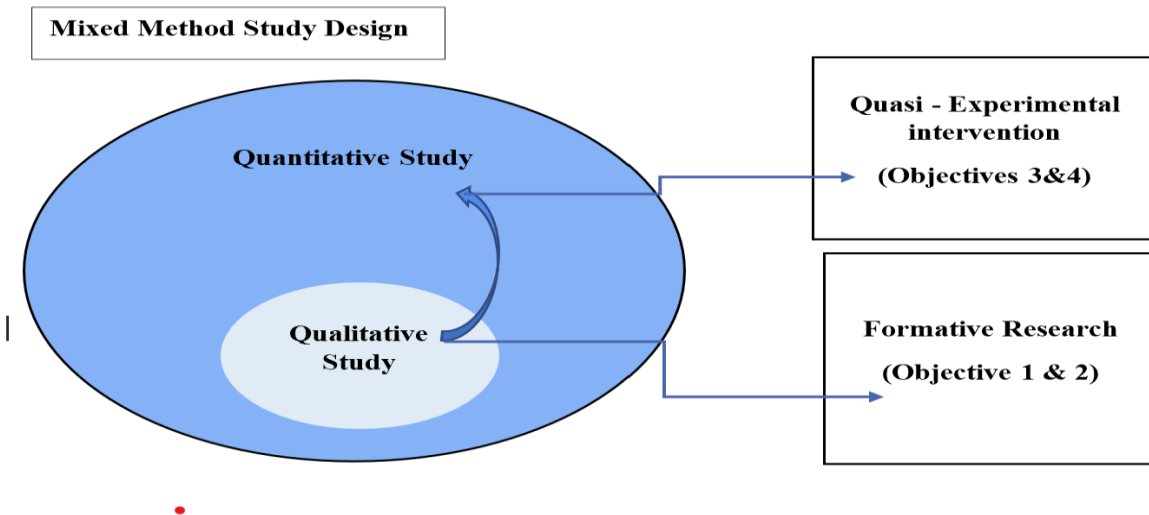 Mixed Method Study Design
Quantitative Study
Qualitative
Study
Quasi - Experimental
intervention
(Objectives 3&4)
Formative Research
(Objective 1 & 2)